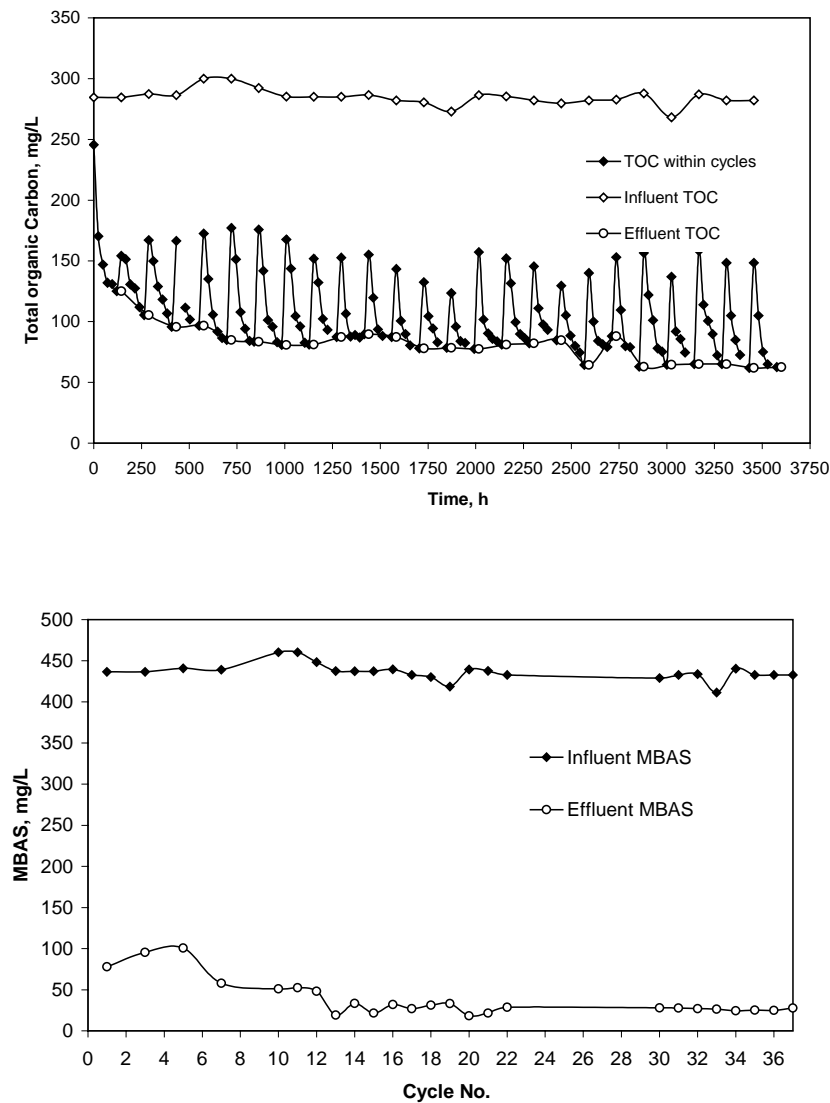 350
300
250
200
150
100
50
0
Total organic Carbon, mg/L
TOC within cycles
Influent TOC
Effluent TOC
0 250 500 750 1000 1250 1500 1750 2000 2250 2500 2750 3000 3250 3500 3750
Time, h
500
450
400
350
300
250
200
150
100
50
0
MBAS, mg/L
Influent MBAS
Effluent MBAS
0 2 4 6 8 10 12 14 16 18 20 22 24 26 28 30 32 34 36
Cycle No.